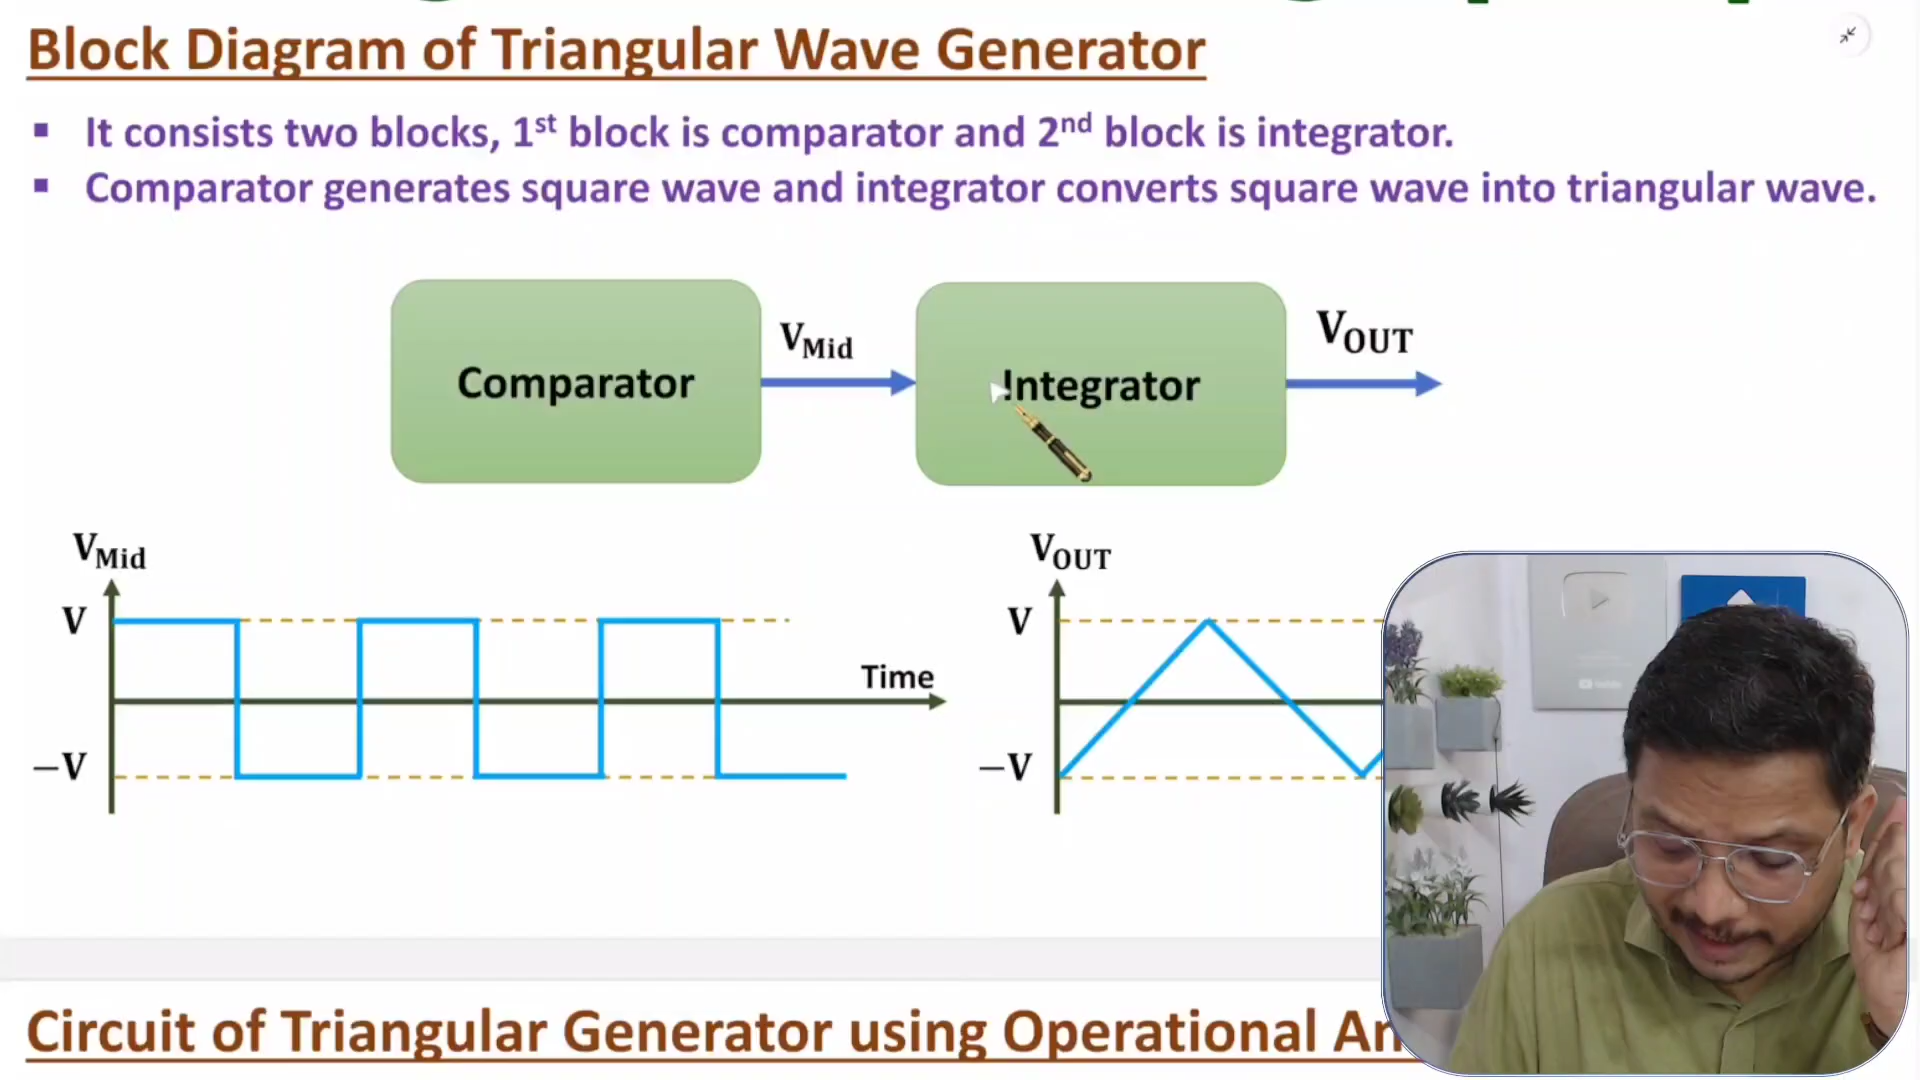 Block Diagram of Triangular Wave Generator
▪ It consists two blocks, 1st block is comparator and 2nd block is integrator.
▪ Comparator generates square wave and integrator converts square wave into triangular wave.
Comparator
VMid
Integrator
VOUT
VMid
V
−V
Time
VOUT
V
−V
Circuit of Triangular Generator using Operational